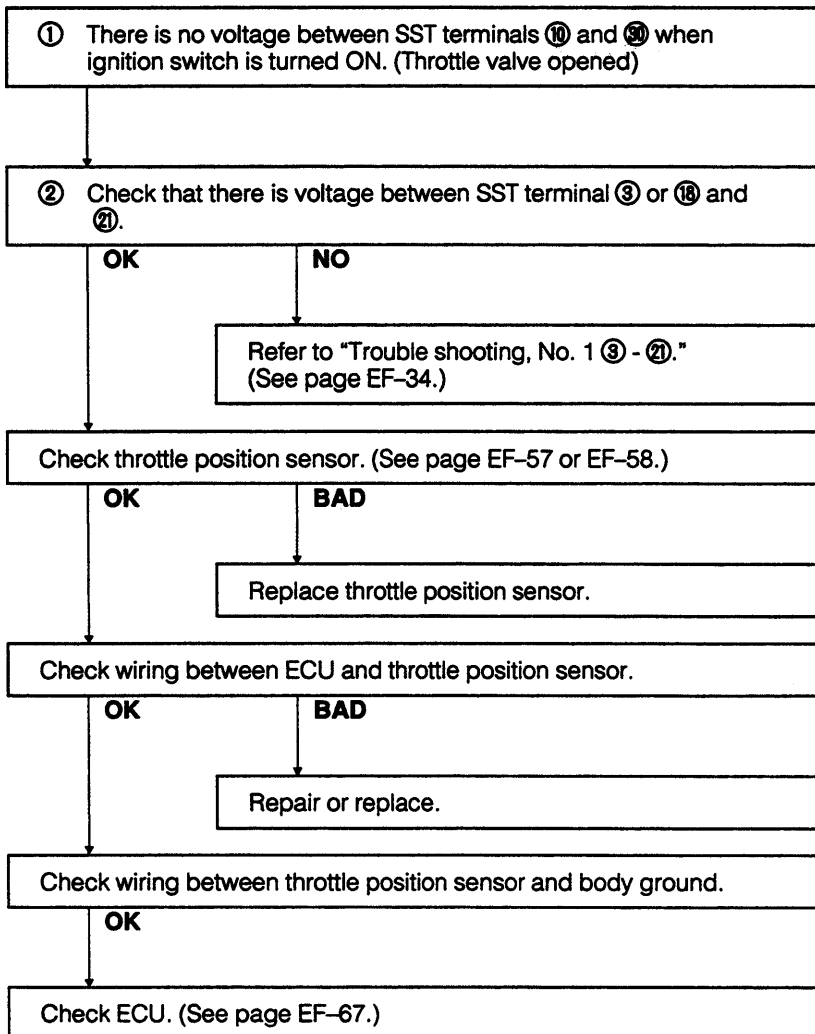 ① There is no voltage between SST terminals ⑩ and ㉚ when
ignition switch is turned ON. (Throttle valve opened)
② Check that there is voltage between SST terminal ③ or ⑱ and
㉑.
OK NO
Refer to “Trouble shooting, No. 1 ③ - ㉑.”
(See page EF–34.)
Check throttle position sensor. (See page EF–57 or EF–58.)
OK BAD
Replace throttle position sensor.
Check wiring between ECU and throttle position sensor.
OK BAD
Repair or replace.
Check wiring between throttle position sensor and body ground.
OK
Check ECU. (See page EF–67.)